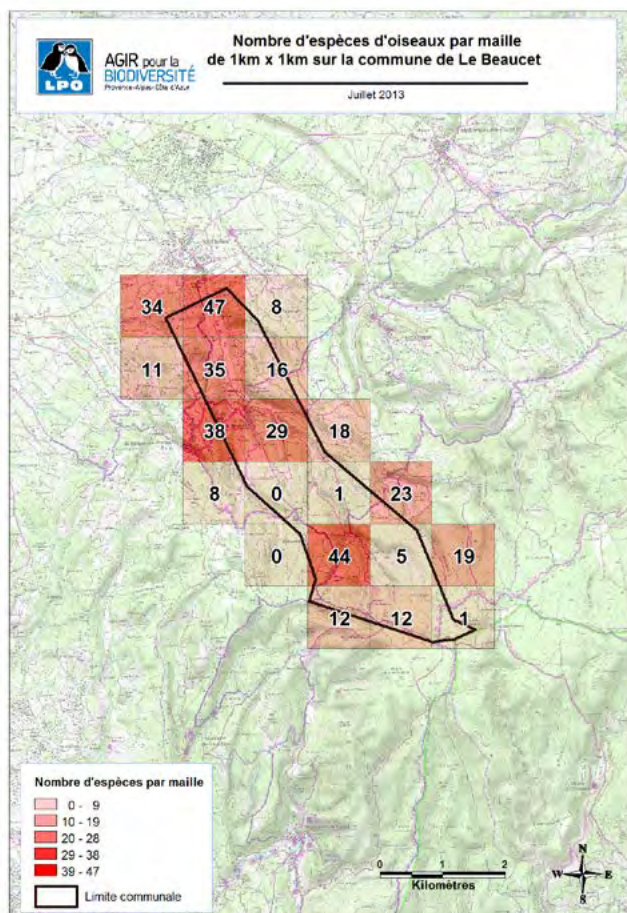 LPO
AGIR pour la
BIODIVERSITÉ
Provence-Alpes-Côte d'Azur
Nombre d'espèces d'oiseaux par maille
de 1km x 1km sur la commune de Le Beaucet
Juillet 2013
34 47 8
11 35 16
38 29 18
8 0 1 23
0 44 5 19
12 12 1
Nombre d'espèces par maille
0 - 9
10 - 19
20 - 28
29 - 38
39 - 47
Limite communale
0 1 2
Kilomètres
N
W E
S